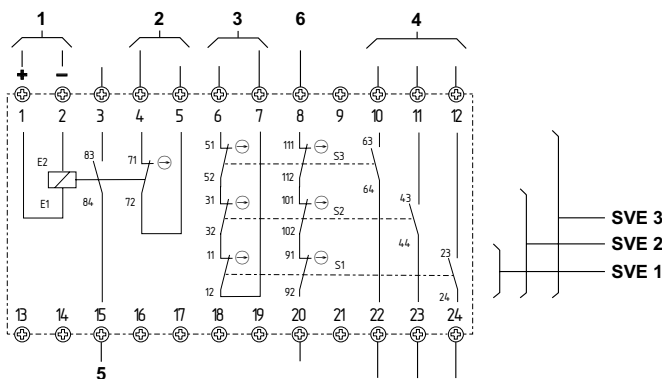 1 2 3 6 4
+ −
1 2 3 4 5 6 7 8 9 10 11 12
51 111 63
83 71
E2 S3
52 112 64
31 101 43
E1 84 72
S2
32 102 44
11 91 23
S1
12 92 24
SVE 3
SVE 2
SVE 1
13 14 15 16 17 18 19 20 21 22 23 24
5